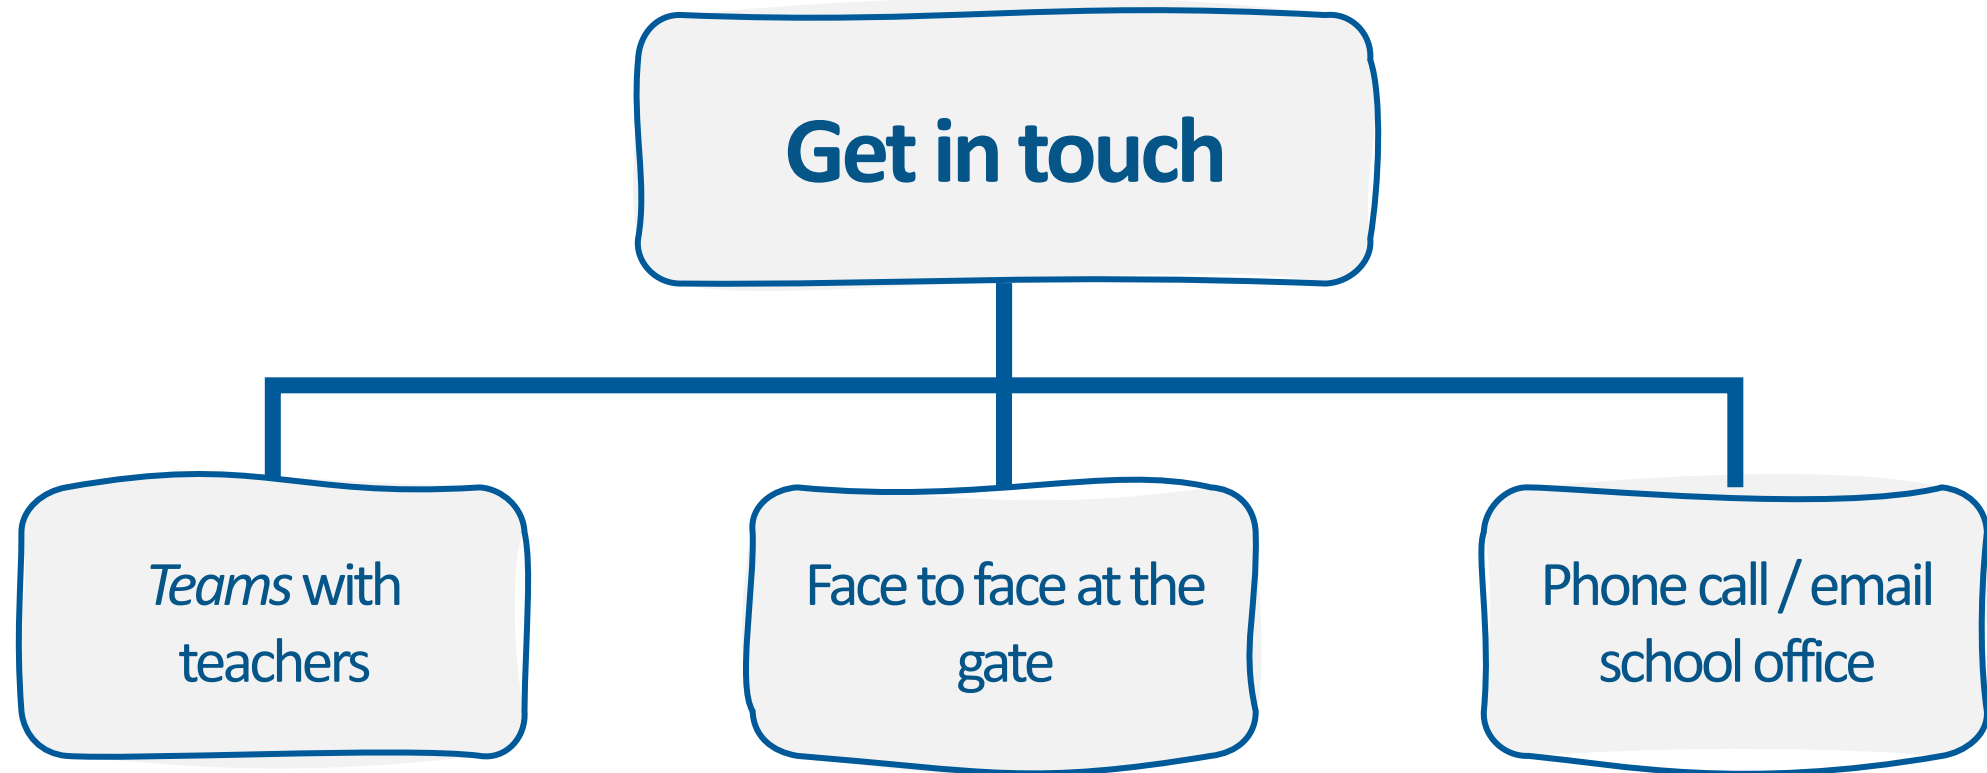 Get in touch
Teams with
teachers
Face to face at the
gate
Phone call / email
school office